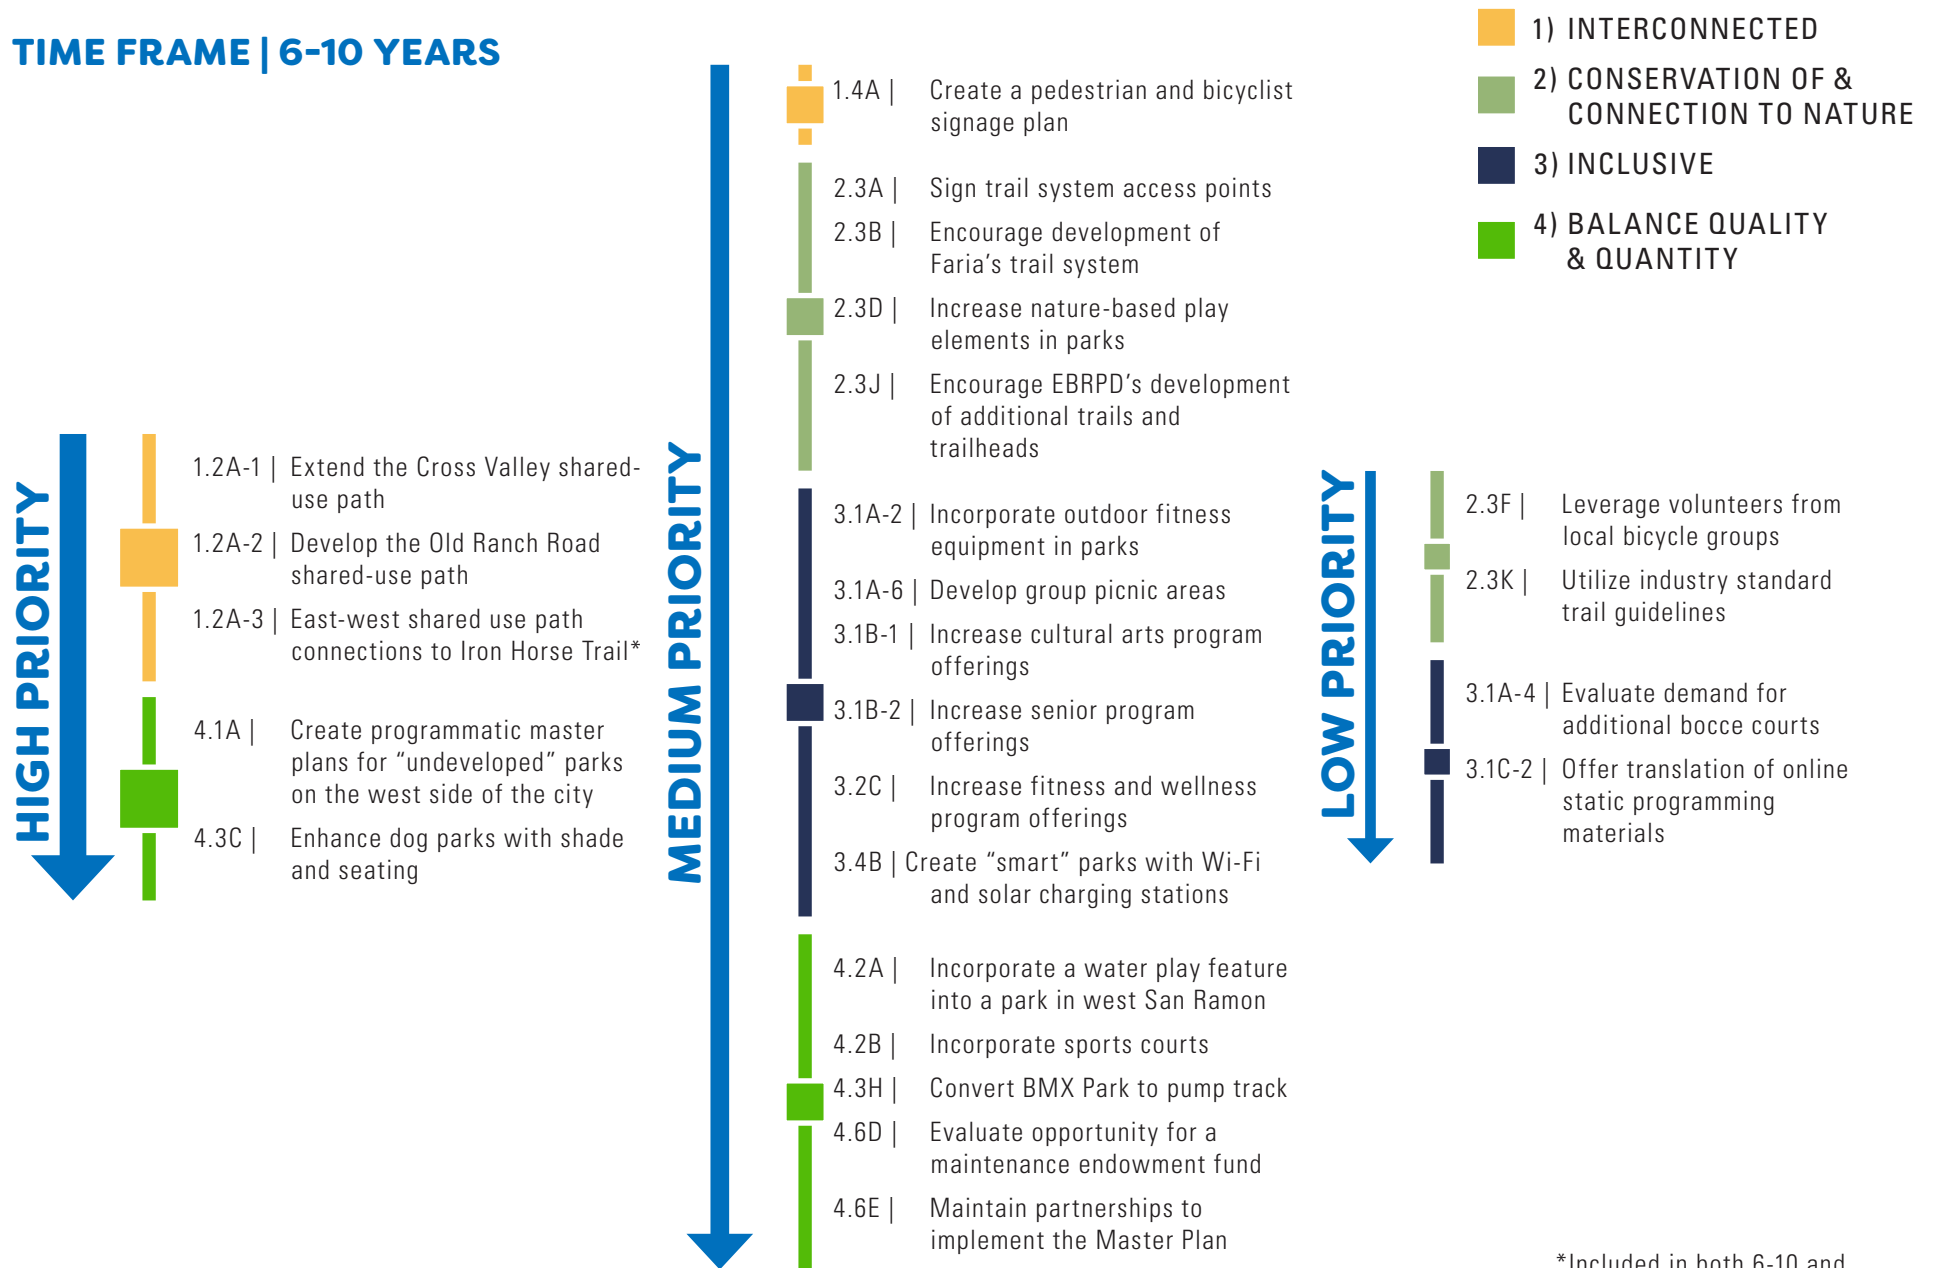 TIME FRAME | 6-10 YEARS
1) INTERCONNECTED
2) CONSERVATION OF &
CONNECTION TO NATURE
3) INCLUSIVE
4) BALANCE QUALITY
& QUANTITY
HIGH PRIORITY
1.2A-1 | Extend the Cross Valley shared-
use path
1.2A-2 | Develop the Old Ranch Road
shared-use path
1.2A-3 | East-west shared use path
connections to Iron Horse Trail*
4.1A | Create programmatic master
plans for “undeveloped” parks
on the west side of the city
4.3C | Enhance dog parks with shade
and seating
MEDIUM PRIORITY
1.4A | Create a pedestrian and bicyclist
signage plan
2.3A | Sign trail system access points
2.3B | Encourage development of
Faria’s trail system
2.3D | Increase nature-based play
elements in parks
2.3J | Encourage EBRPD’s development
of additional trails and
trailheads
3.1A-2 | Incorporate outdoor fitness
equipment in parks
3.1A-6 | Develop group picnic areas
3.1B-1 | Increase cultural arts program
offerings
3.1B-2 | Increase senior program
offerings
3.2C | Increase fitness and wellness
program offerings
3.4B | Create “smart” parks with Wi-Fi
and solar charging stations
4.2A | Incorporate a water play feature
into a park in west San Ramon
4.2B | Incorporate sports courts
4.3H | Convert BMX Park to pump track
4.6D | Evaluate opportunity for a
maintenance endowment fund
4.6E | Maintain partnerships to
implement the Master Plan
LOW PRIORITY
2.3F | Leverage volunteers from
local bicycle groups
2.3K | Utilize industry standard
trail guidelines
3.1A-4 | Evaluate demand for
additional bocce courts
3.1C-2 | Offer translation of online
static programming
materials
*Included in both 6-10 and